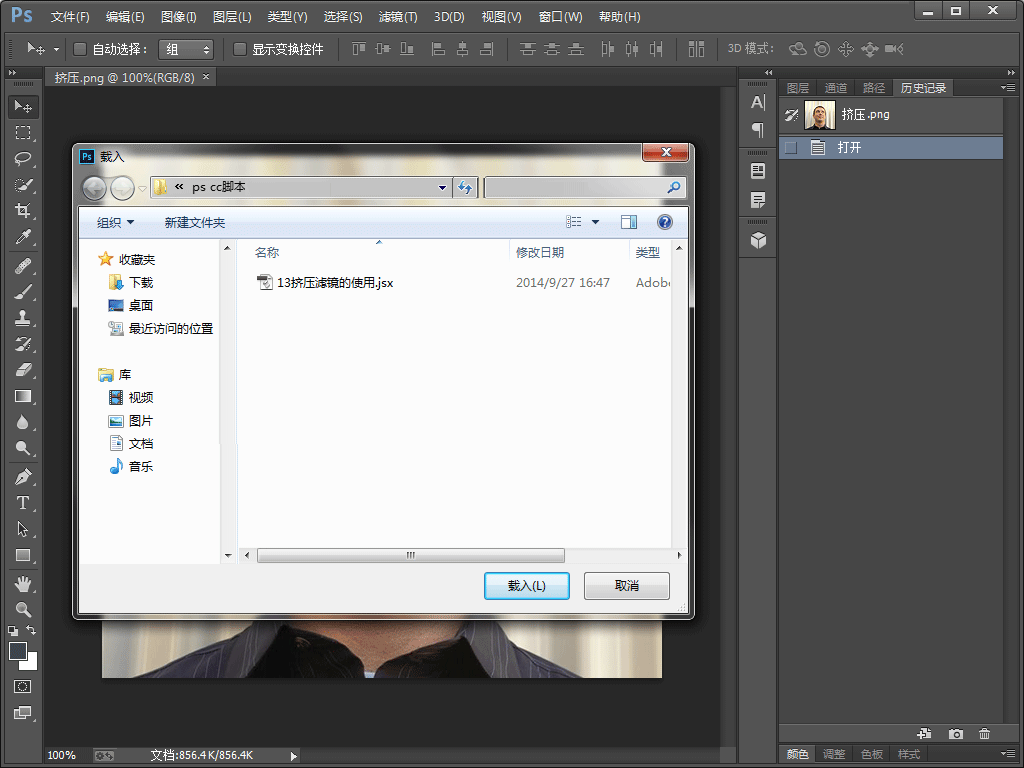 Ps 文件(F) 编辑(E) 图像(I) 图层(L) 类型(Y) 选择(S) 滤镜(T) 3D(D) 视图(V) 窗口(W) 帮助(H)
自动选择： 组 显示变换控件 3D 模式：
挤压.png @ 100%(RGB/8) ×
图层 通道 路径 历史记录
挤压.png
打开
Ps 载入
« ps cc脚本
组织 新建文件夹
名称 修改日期 类型
收藏夹
13挤压滤镜的使用.jsx 2014/9/27 16:47 Adob
下载
桌面
最近访问的位置
库
视频
图片
文档
音乐
载入(L) 取消
100% 文档:856.4K/856.4K
颜色 调整 色板 样式